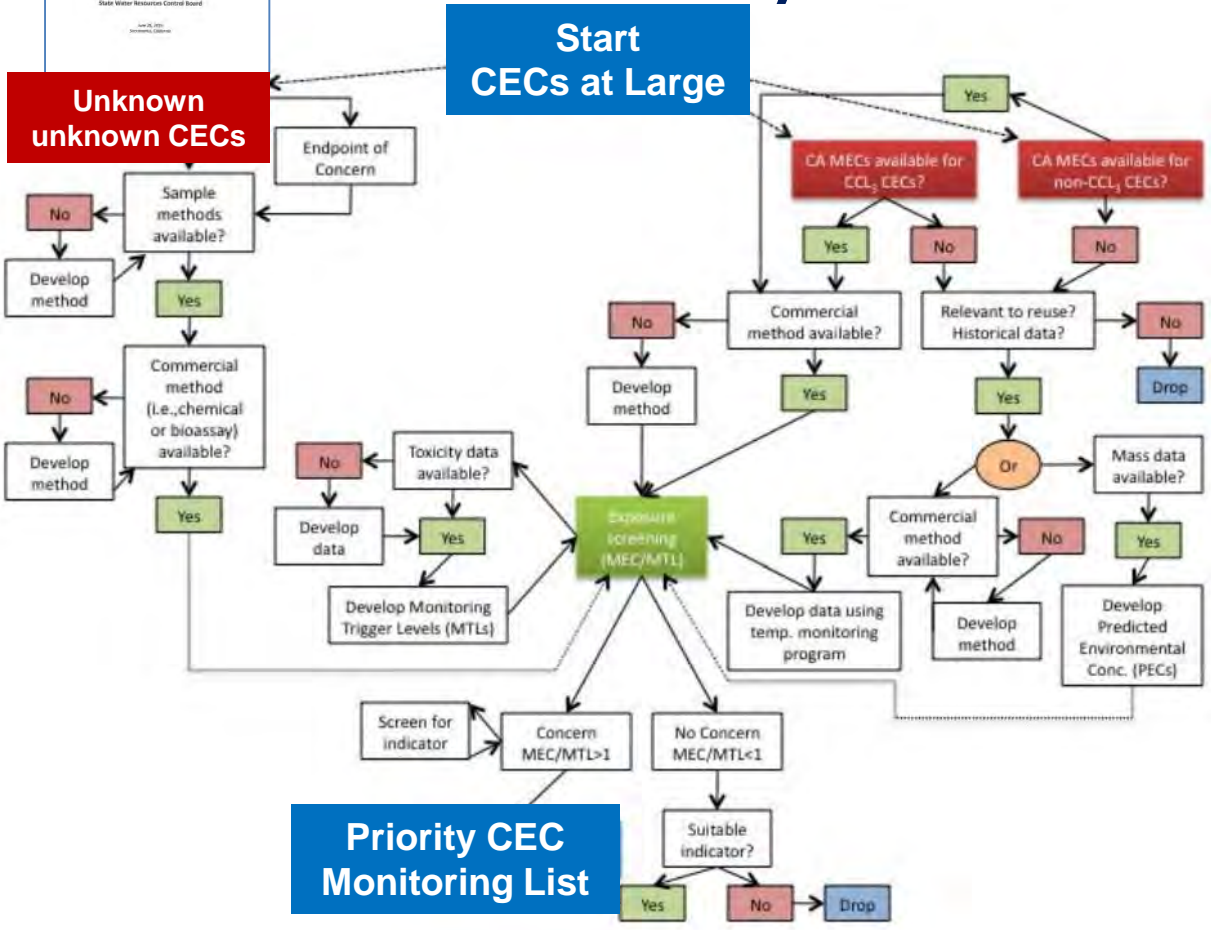 State Water Resources Control Board
June 25, 2010
Sacramento, California
Start
CECs at Large
Unknown
unknown CECs
Endpoint of
Concern
Yes
CA MECs available for
CCL3 CECs?
CA MECs available for
non-CCL3 CECs?
Sample
methods
available?
No
Develop
method
Yes
Yes
No
No
Commercial
method available?
No
Relevant to reuse?
Historical data?
No
Commercial
method
(i.e.,chemical
or bioassay)
available?
No
Develop
method
Yes
Develop
method
Yes
Yes
Drop
Toxicity data
available?
No
Develop
data
Yes
Develop Monitoring
Trigger Levels (MTLs)
Exposure
screening
(MEC/MTL)
Or
Mass data
available?
Commercial
method
available?
Yes
No
Yes
Develop data using
temp. monitoring
program
Develop
method
Develop
Predicted
Environmental
Conc. (PECs)
Screen for
indicator
Concern
MEC/MTL>1
No Concern
MEC/MTL<1
Priority CEC
Monitoring List
Suitable
indicator?
Yes
No
Drop